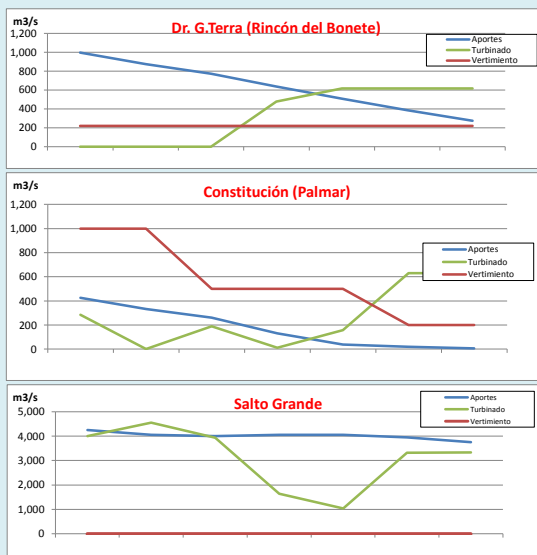 m3/s
Dr. G.Terra (Rincón del Bonete)
1,200
1,000
800
600
400
200
0
Aportes
Turbinado
Vertimiento
m3/s
Constitución (Palmar)
1,200
1,000
800
600
400
200
0
Aportes
Turbinado
Vertimiento
m3/s
Salto Grande
5,000
4,000
3,000
2,000
1,000
0
Aportes
Turbinado
Vertimiento